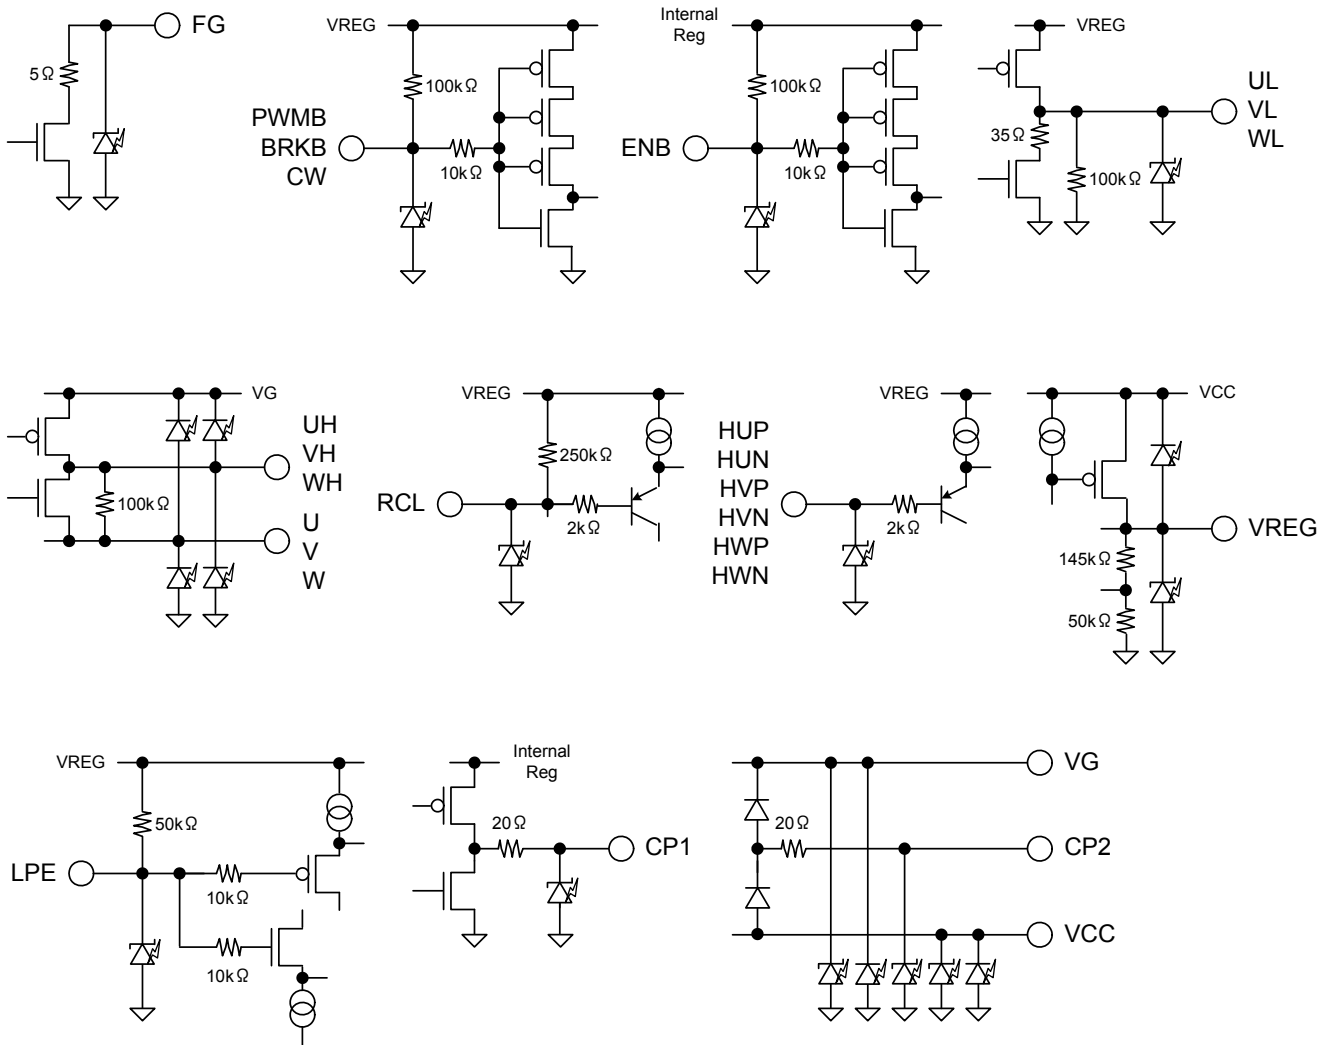 FG
5Ω
VREG
100kΩ
PWMB
BRKB
CW
10kΩ
Internal
Reg
100kΩ
ENB
10kΩ
VREG
UL
VL
WL
35Ω
100kΩ
VG
UH
VH
WH
100kΩ
U
V
W
VREG
250kΩ
RCL
2kΩ
VREG
HUP
HUN
HVP
HVN
HWP
HWN
2kΩ
VCC
VREG
145kΩ
50kΩ
VREG
50kΩ
LPE
10kΩ
10kΩ
Internal
Reg
20Ω
CP1
VG
20Ω
CP2
VCC